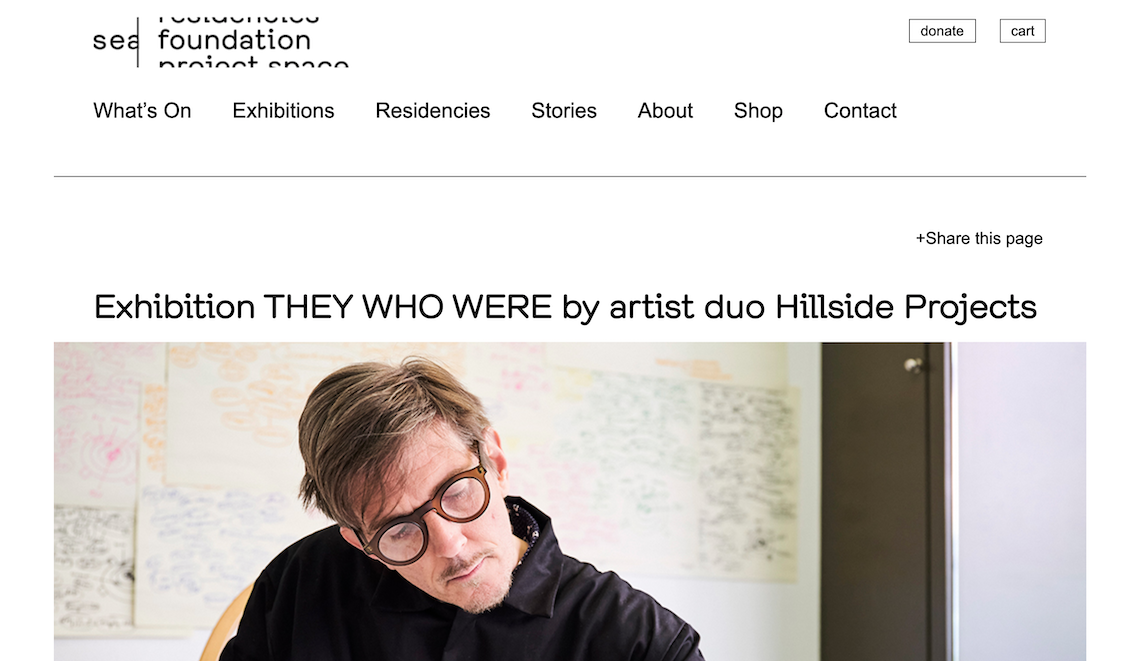 residencies
sea foundation
project space
donate
cart
What’s On Exhibitions Residencies Stories About Shop Contact
+Share this page
Exhibition THEY WHO WERE by artist duo Hillside Projects